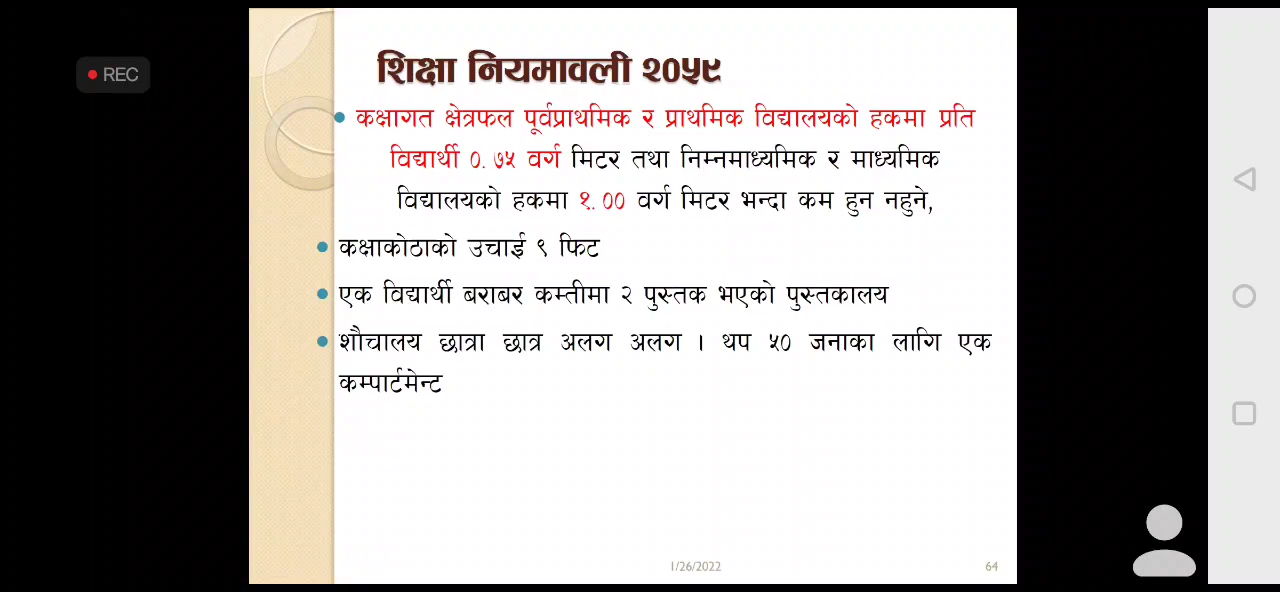 REC
शिक्षा नियमावली २०५९
कक्षागत क्षेत्रफल पूर्वप्राथमिक र प्राथमिक विद्यालयको हकमा प्रति
विद्यार्थी ०.७५ वर्ग मिटर तथा निम्नमाध्यमिक र माध्यमिक
विद्यालयको हकमा १.०० वर्ग मिटर भन्दा कम हुन नहुने,
कक्षाकोठाको उचाई ९ फिट
एक विद्यार्थी बराबर कम्तीमा २ पुस्तक भएको पुस्तकालय
शौचालय छात्रा छात्र अलग अलग । थप ५० जनाका लागि एक
कम्पार्टमेन्ट
1/26/2022
64